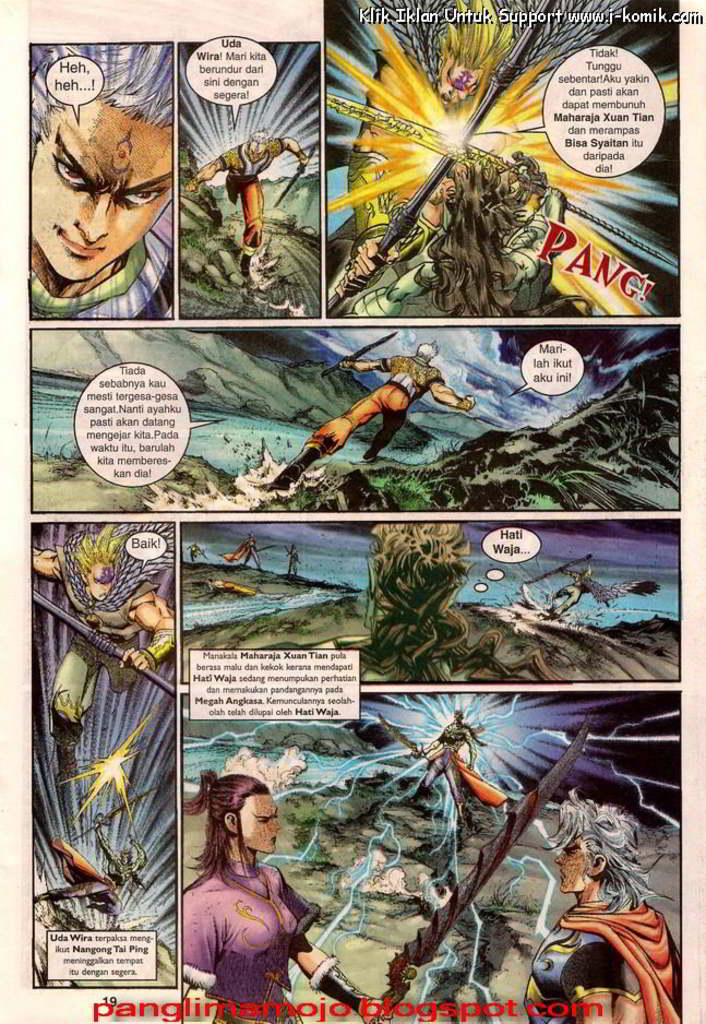 Klik Iklan Untuk Support www.i-komik.com
Heh,
heh...!
Uda
Wira! Mari kita
berundur dari
sini dengan
segera!
Tidak!
Tunggu
sebentar!Aku yakin
dan pasti akan
dapat membunuh
Maharaja Xuan Tian
dan merampas
Bisa Syaitan itu
daripada
dia!
PANG!
Tiada
sebabnya kau
mesti tergesa-gesa
sangat.Nanti ayahku
pasti akan datang
mengejar kita.Pada
waktu itu, barulah
kita memberes-
kan dia!
Mari-
lah ikut
aku ini!
Baik!
Uda Wira terpaksa meng-
ikut Nangong Tai Ping
meninggalkan tempat
itu dengan segera.
Hati
Waja...
Manakala Maharaja Xuan Tian pula
berasa malu dan kekok kerana mendapati
Hati Waja sedang menumpukan perhatian
dan memakukan pandangannya pada
Megah Angkasa. Kemunculannya seolah-
olah telah dilupai oleh Hati Waja.
19
panglimamojo.blogspot.com